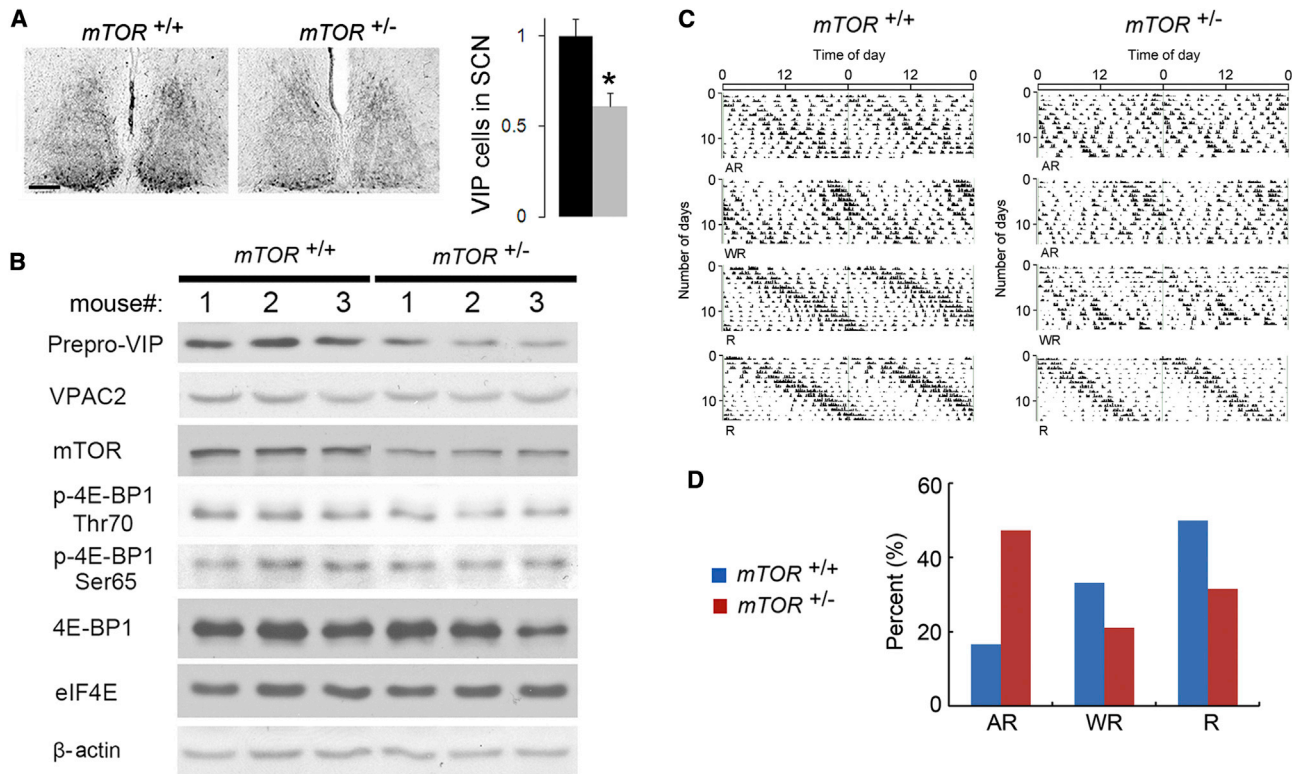 A
mTOR +/+
mTOR +/-
VIP cells in SCN
1
0.5
0
*
B
mTOR +/+
mTOR +/-
mouse#:
1 2 3 1 2 3
Prepro-VIP
VPAC2
mTOR
p-4E-BP1
Thr70
p-4E-BP1
Ser65
4E-BP1
eIF4E
β-actin
C
mTOR +/+
Time of day
0 12 0 12 0
Number of days
0
10
AR
0
10
WR
0
10
R
0
10
R
mTOR +/-
Time of day
0 12 0 12 0
Number of days
0
10
AR
0
10
AR
0
10
WR
0
10
R
D
mTOR +/+
mTOR +/-
Percent (%)
60
40
20
0
AR WR R